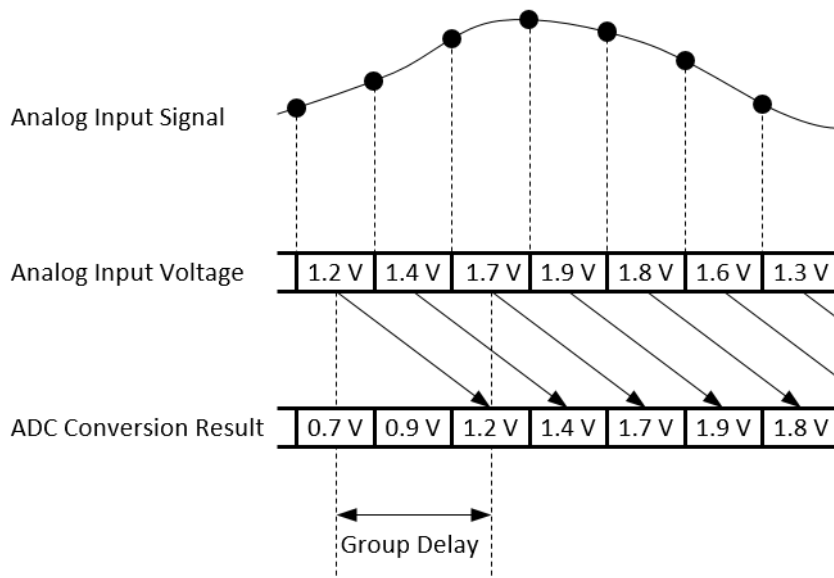 Analog Input Signal
Analog Input Voltage 1.2 V 1.4 V 1.7 V 1.9 V 1.8 V 1.6 V 1.3 V
ADC Conversion Result 0.7 V 0.9 V 1.2 V 1.4 V 1.7 V 1.9 V 1.8 V
Group Delay